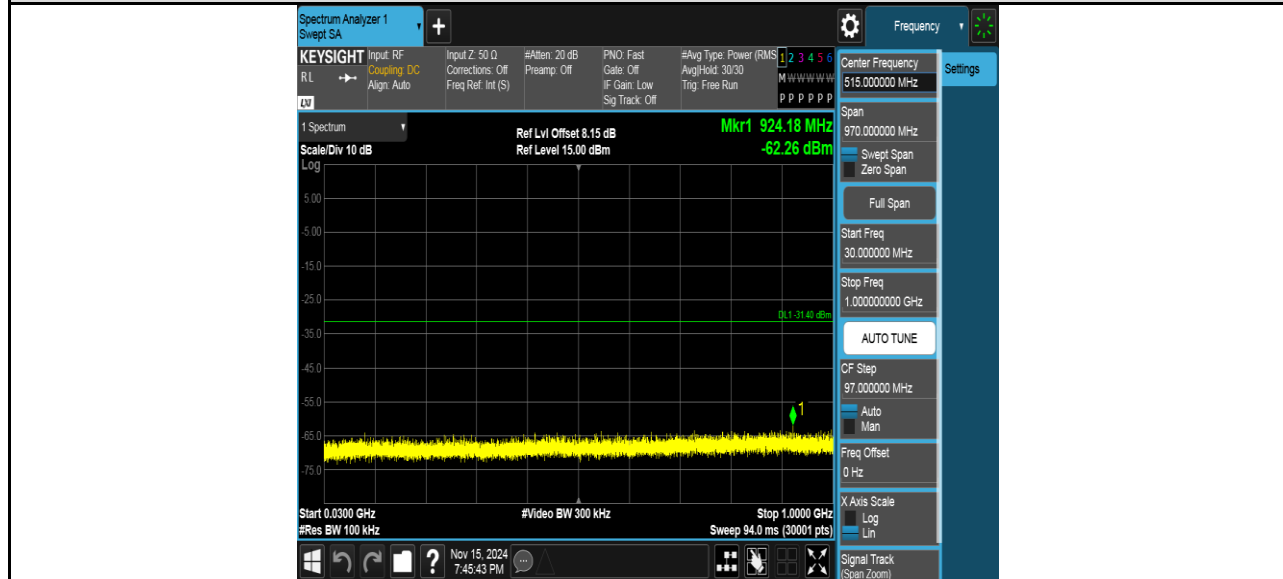 Spectrum Analyzer 1
Swept SA
+
Frequency
Settings
KEYSIGHT
RL
LXI
Input: RF
Coupling: DC
Align: Auto
Input Z: 50 Ω
Corrections: Off
Freq Ref: Int (S)
#Atten: 20 dB
Preamp: Off
PNO: Fast
Gate: Off
IF Gain: Low
Sig Track: Off
#Avg Type: Power (RMS
Avg|Hold: 30/30
Trig: Free Run
1 2 3 4 5 6
M W W W W W
P P P P P P
1 Spectrum
Scale/Div 10 dB
Log
Ref Lvl Offset 8.15 dB
Ref Level 15.00 dBm
Mkr1 924.18 MHz
-62.26 dBm
5.00
-5.00
-15.0
-25.0
-35.0
-45.0
-55.0
-65.0
-75.0
DL1 -31.40 dBm
1
Start 0.0300 GHz
#Res BW 100 kHz
#Video BW 300 kHz
Stop 1.0000 GHz
Sweep 94.0 ms (30001 pts)
Center Frequency
515.000000 MHz
Span
970.000000 MHz
Swept Span
Zero Span
Full Span
Start Freq
30.000000 MHz
Stop Freq
1.000000000 GHz
AUTO TUNE
CF Step
97.000000 MHz
Auto
Man
Freq Offset
0 Hz
X Axis Scale
Log
Lin
Signal Track
(Span Zoom)
?
Nov 15, 2024
7:45:43 PM